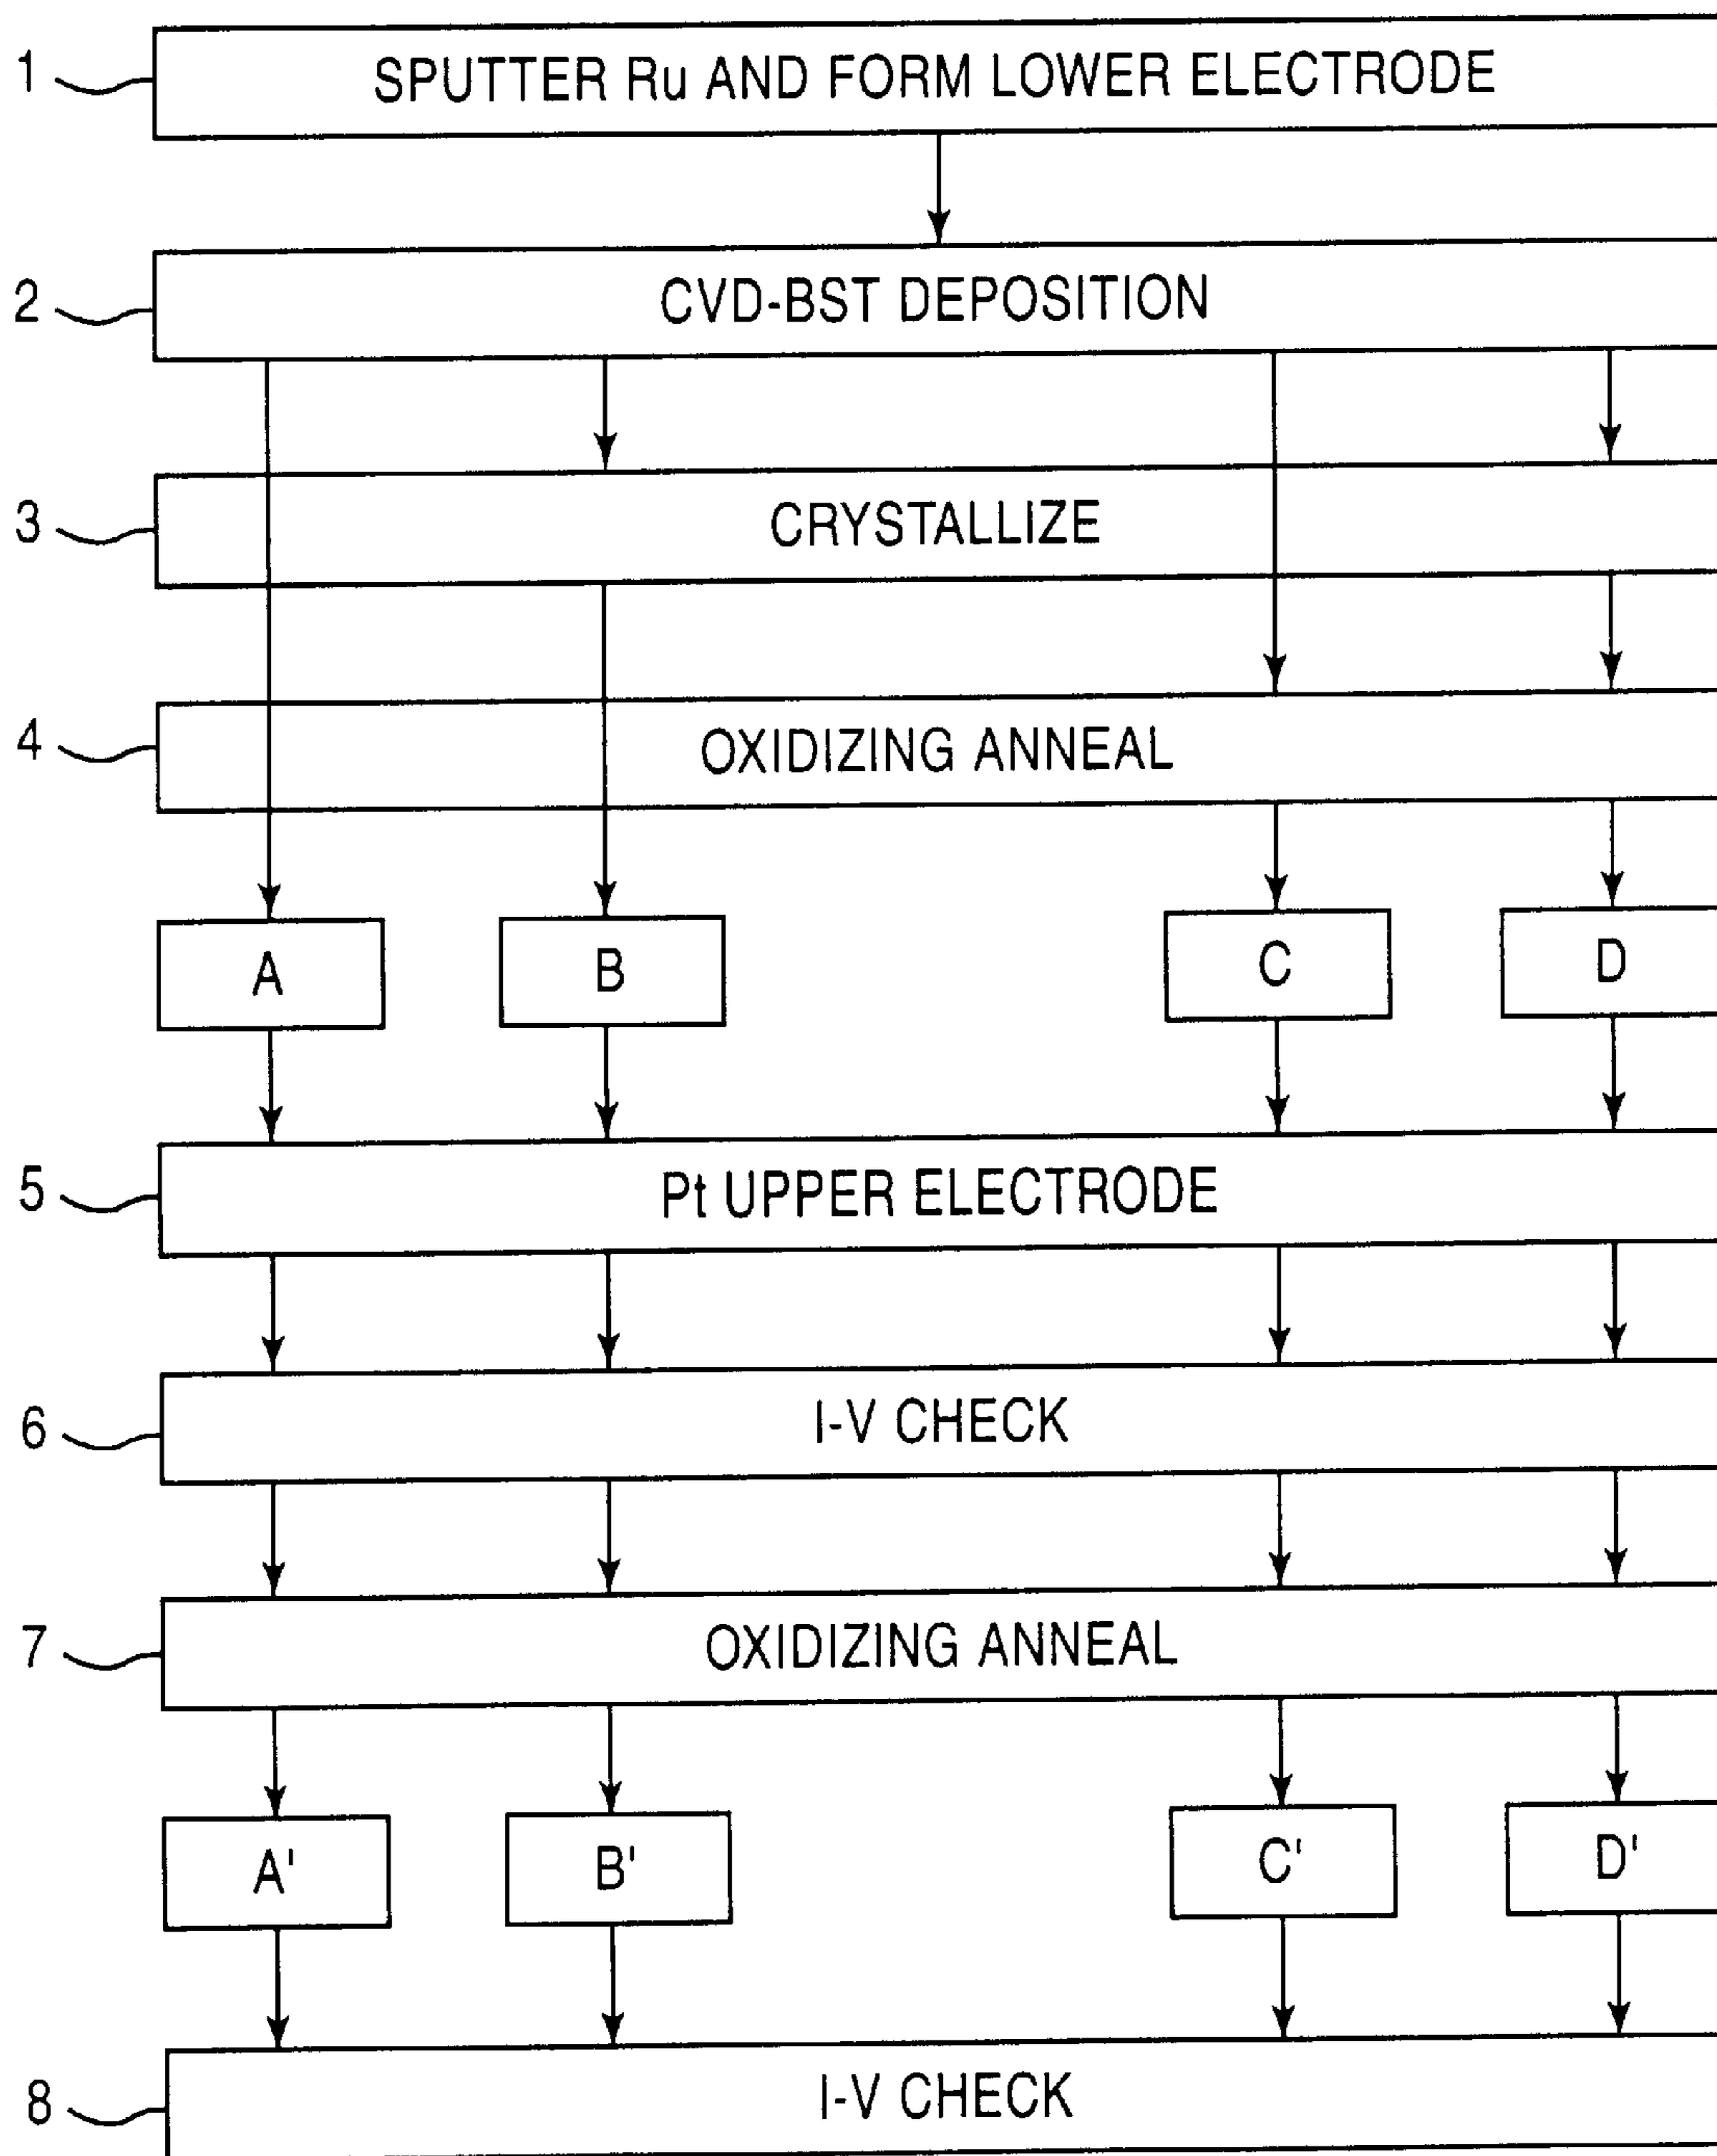 1 SPUTTER Ru AND FORM LOWER ELECTRODE
2 CVD-BST DEPOSITION
3 CRYSTALLIZE
4 OXIDIZING ANNEAL
A B C D
5 Pt UPPER ELECTRODE
6 I-V CHECK
7 OXIDIZING ANNEAL
A' B' C' D'
8 I-V CHECK